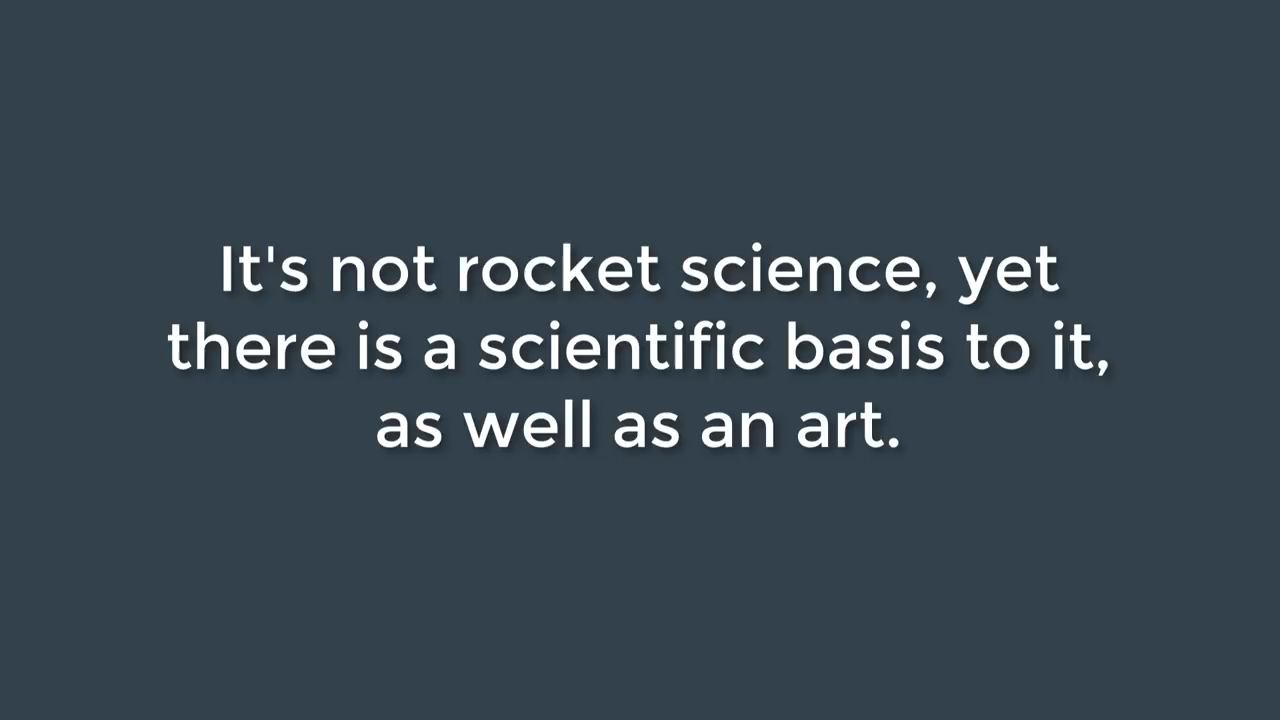 It's not rocket science, yet
there is a scientific basis to it,
as well as an art.